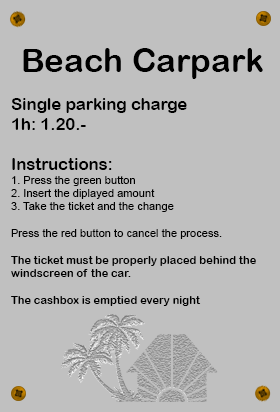 Beach Carpark
Single parking charge
1h: 1.20.-
Instructions:
1. Press the green button
2. Insert the diplayed amount
3. Take the ticket and the change
Press the red button to cancel the process.
The ticket must be properly placed behind the
windscreen of the car.
The cashbox is emptied every night